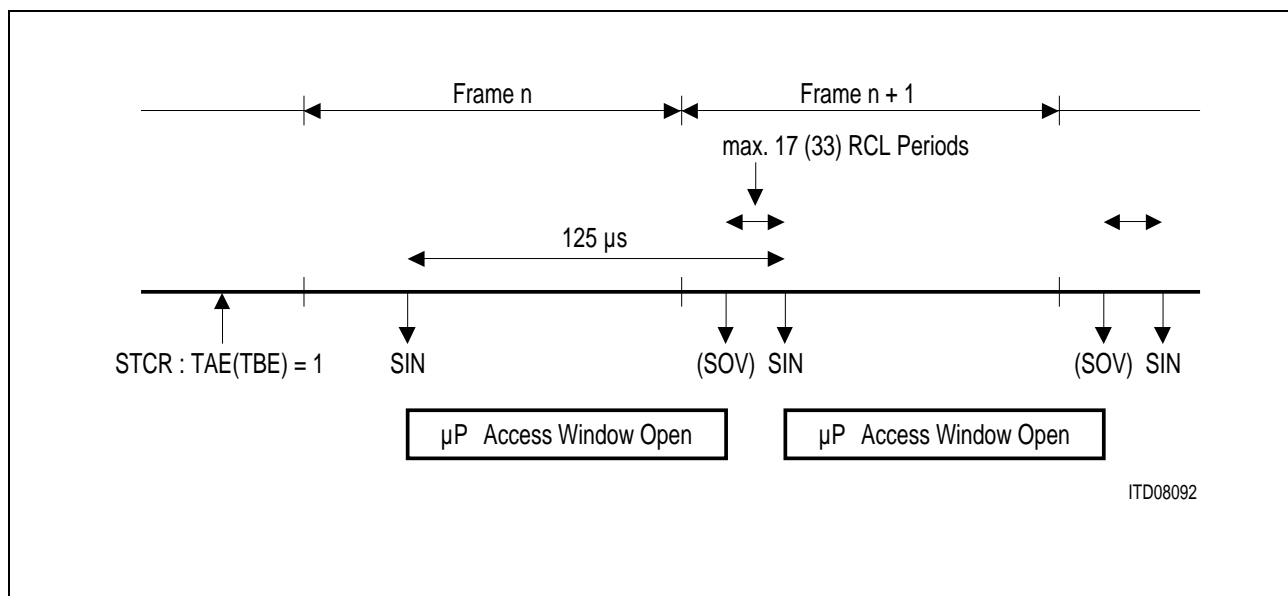 Frame n
Frame n + 1
max. 17 (33) RCL Periods
125 µs
STCR : TAE(TBE) = 1
SIN
(SOV) SIN
(SOV) SIN
µP Access Window Open
µP Access Window Open
ITD08092